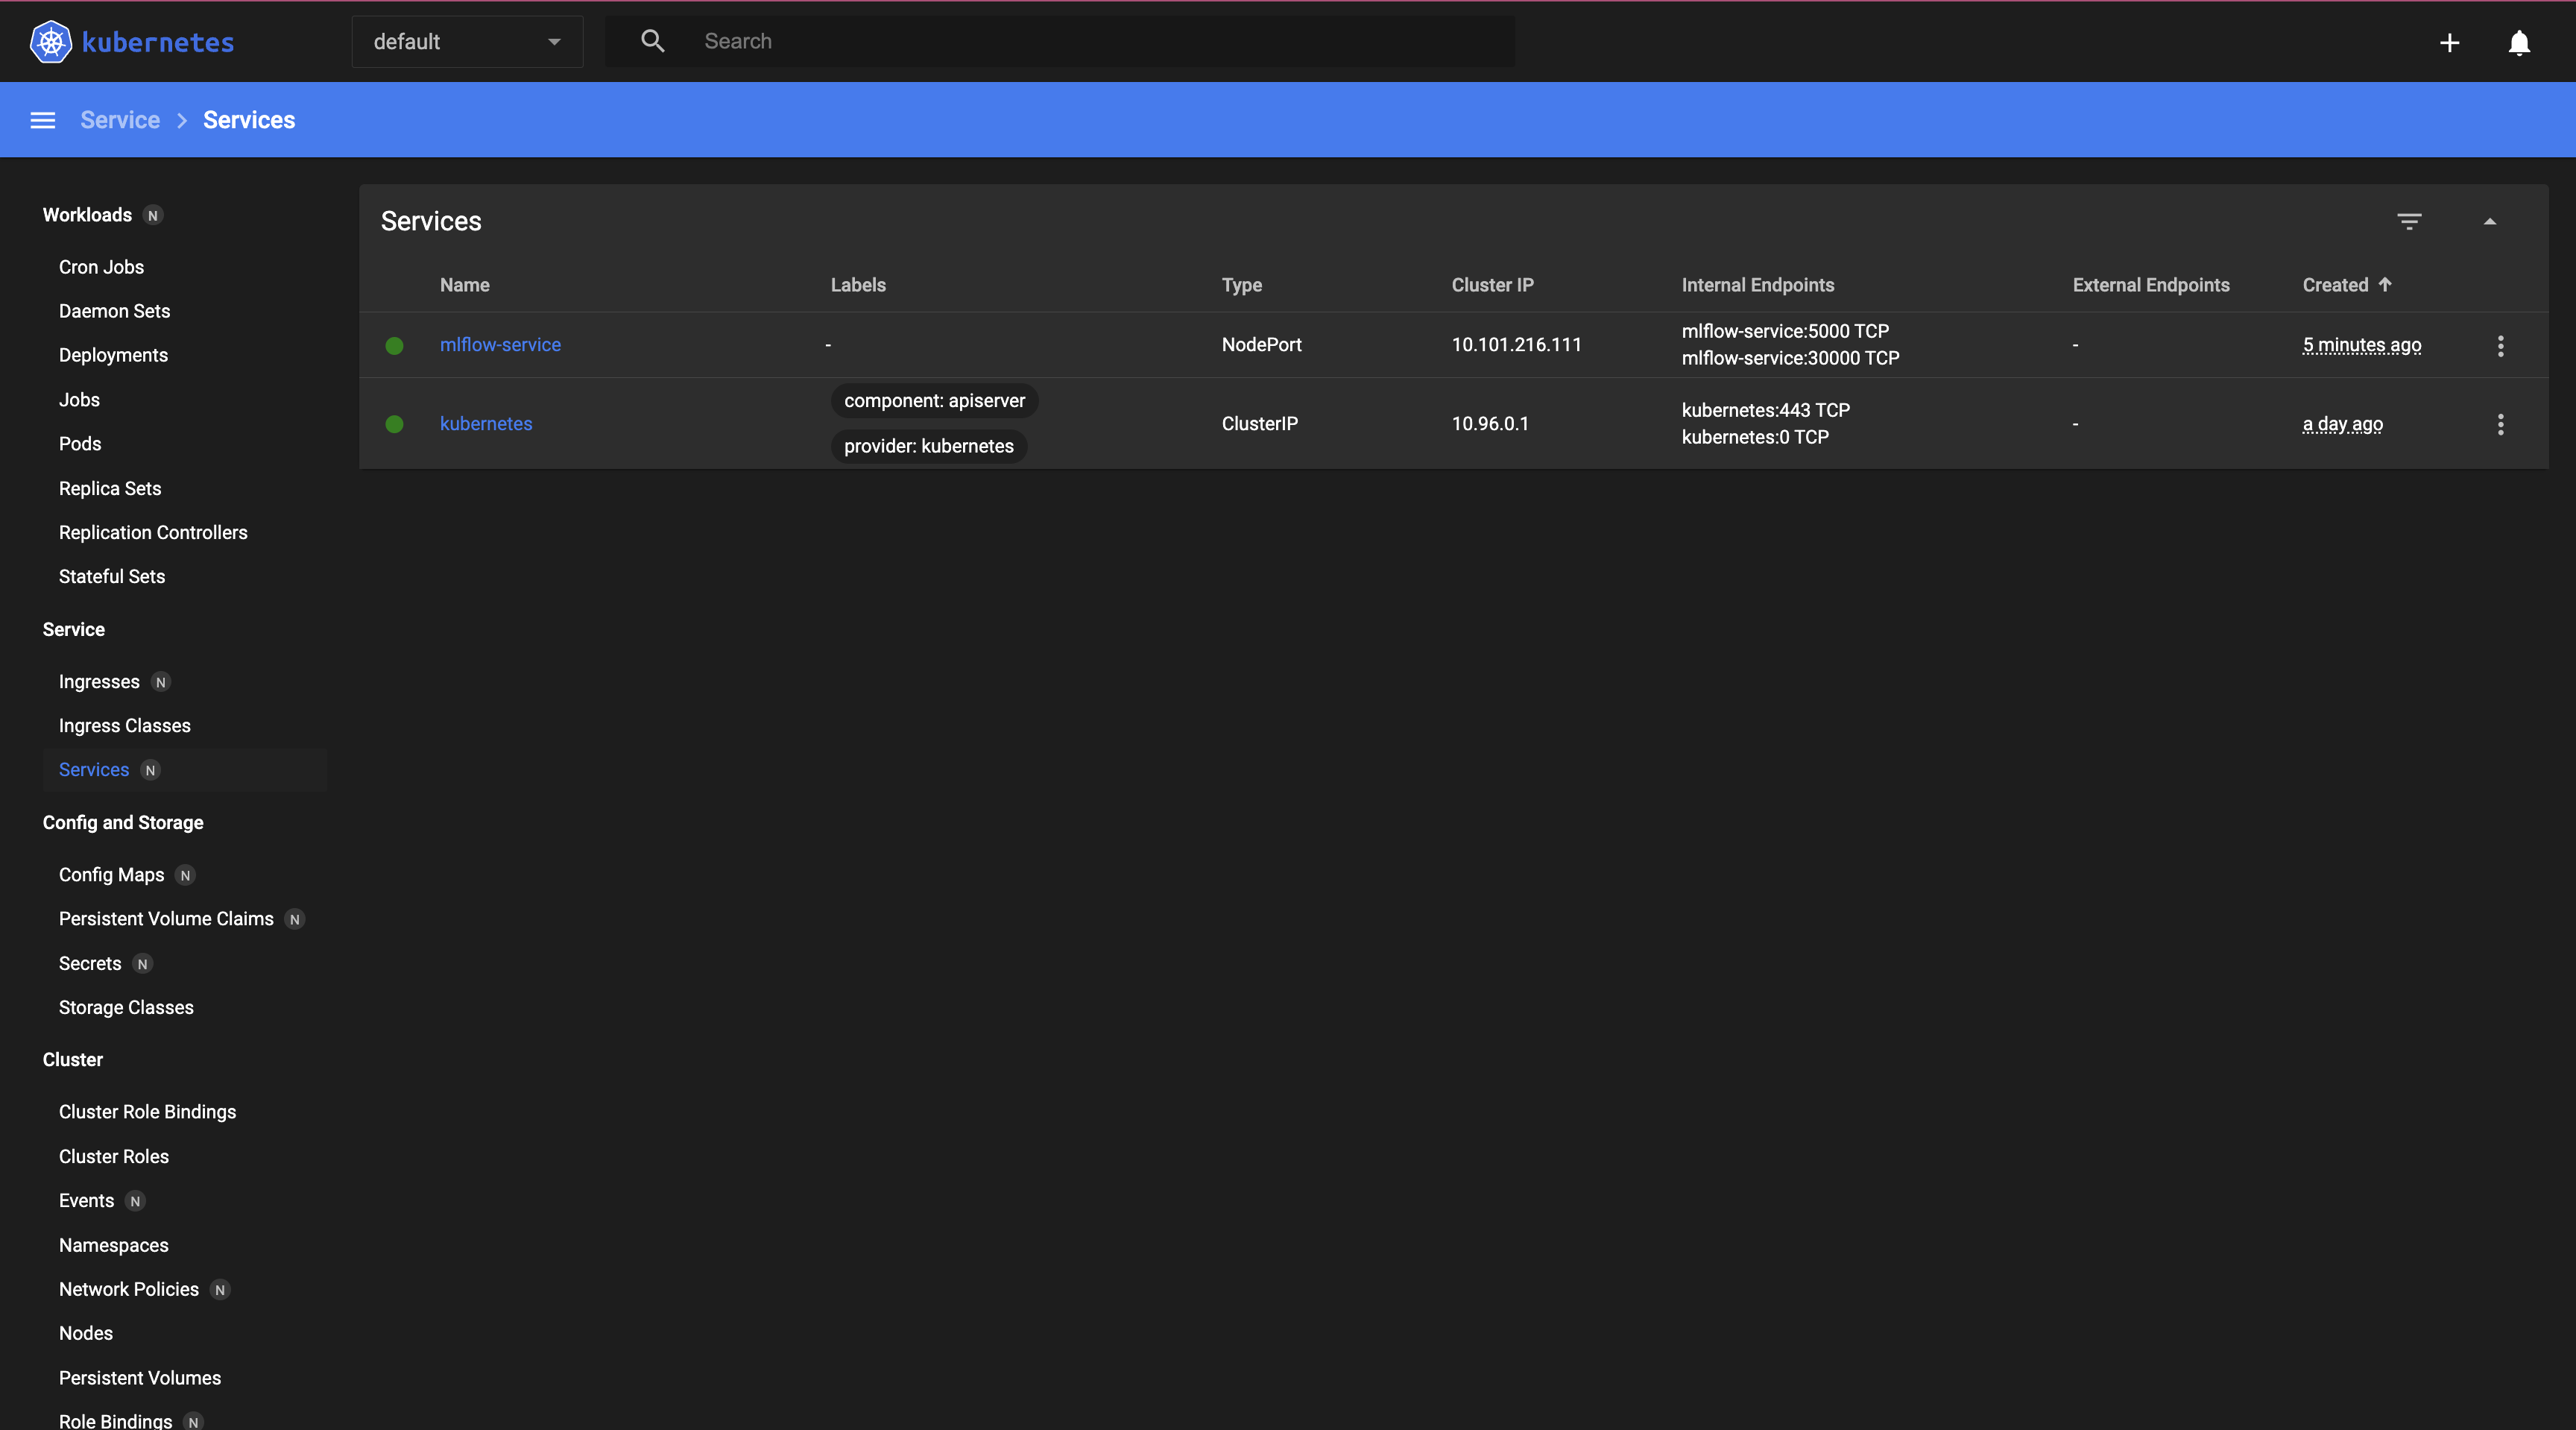 kubernetes
default
Search
Service
Services
Workloads N
Cron Jobs
Daemon Sets
Deployments
Jobs
Pods
Replica Sets
Replication Controllers
Stateful Sets
Service
Ingresses N
Ingress Classes
Services N
Config and Storage
Config Maps N
Persistent Volume Claims N
Secrets N
Storage Classes
Cluster
Cluster Role Bindings
Cluster Roles
Events N
Namespaces
Network Policies N
Nodes
Persistent Volumes
Role Bindings N
Services
Name Labels Type Cluster IP Internal Endpoints External Endpoints Created
mlflow-service - NodePort 10.101.216.111 mlflow-service:5000 TCP - 5 minutes ago
mlflow-service:30000 TCP
component: apiserver
kubernetes ClusterIP 10.96.0.1 kubernetes:443 TCP - a day ago
kubernetes:0 TCP
provider: kubernetes